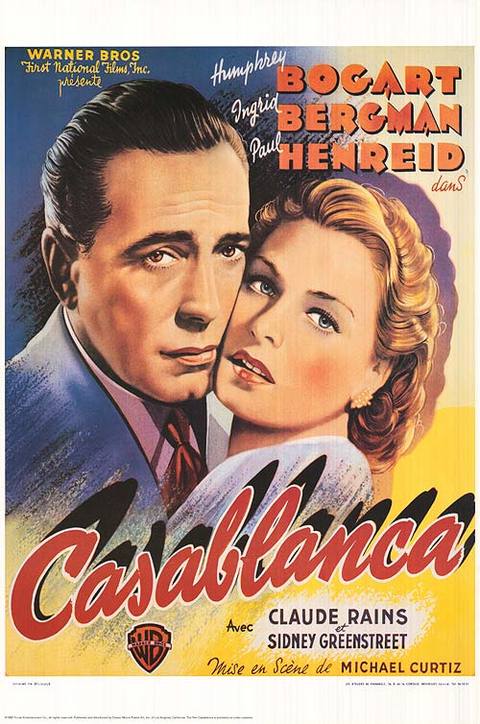 WARNER BROS
First National Films, Inc.
présente
Humphrey BOGART
Ingrid BERGMAN
Paul HENREID
dans
Casablanca
Avec CLAUDE RAINS
et
SIDNEY GREENSTREET
WB
Mise en Scène de MICHAEL CURTIZ